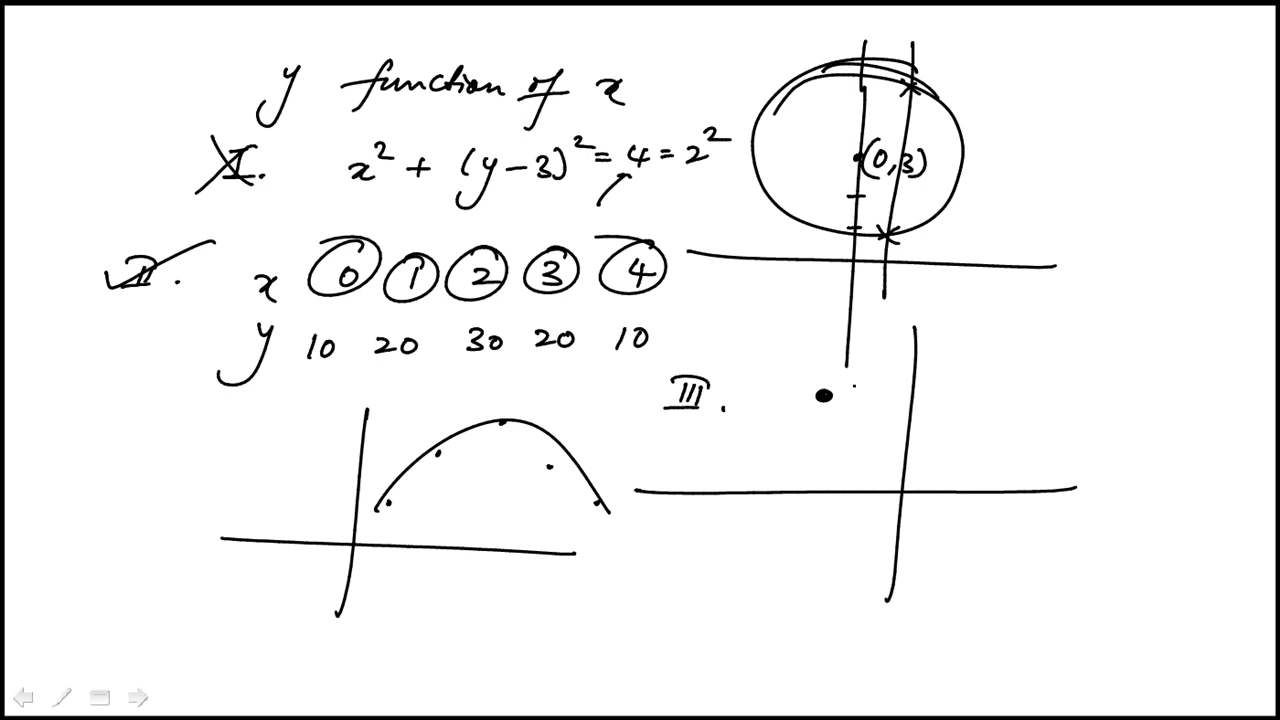 y function of x
I. x² + (y-3)² = 4 = 2²
(0,3)
II. x 0 1 2 3 4
y 10 20 30 20 10
III.